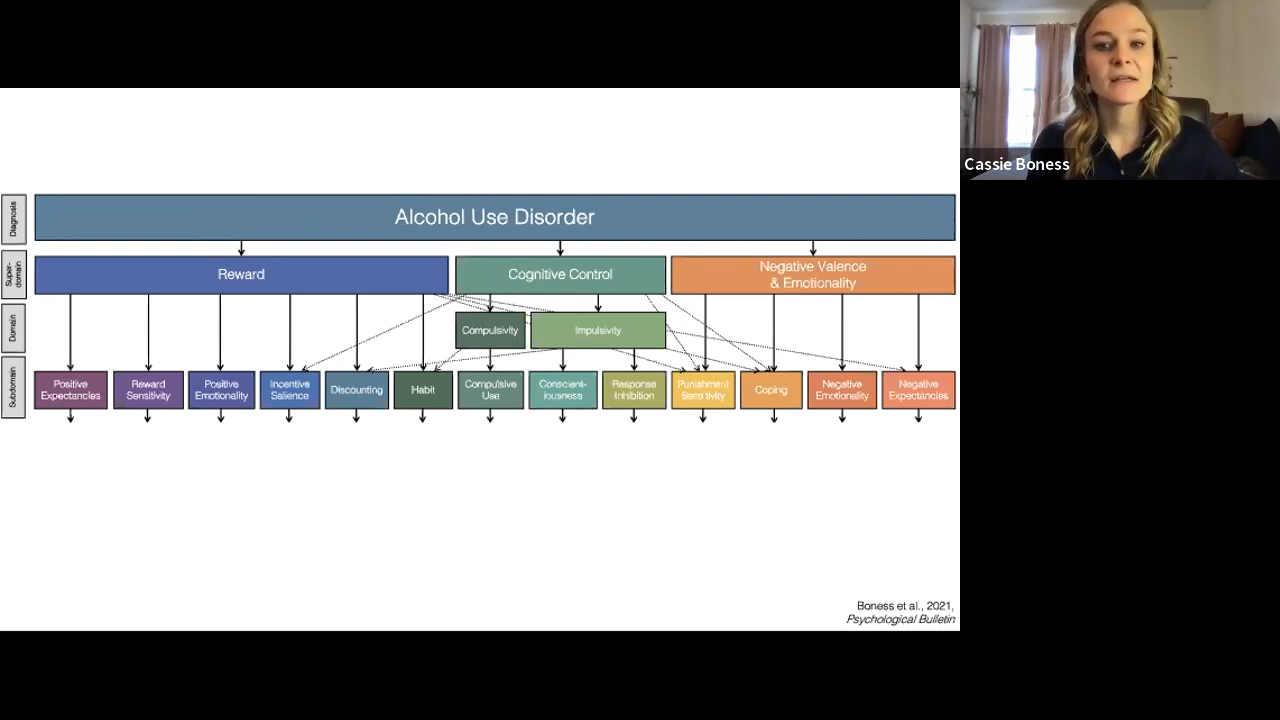 Cassie Boness
Diagnosis
Alcohol Use Disorder
Super-
domain
Reward
Cognitive Control
Negative Valence
& Emotionality
Domain
Compulsivity
Impulsivity
Subdomain
Positive
Expectancies
Reward
Sensitivity
Positive
Emotionality
Incentive
Salience
Discounting
Habit
Compulsive
Use
Conscient-
iousness
Response
Inhibition
Punishment
Sensitivity
Coping
Negative
Emotionality
Negative
Expectancies
Boness et al., 2021,
Psychological Bulletin